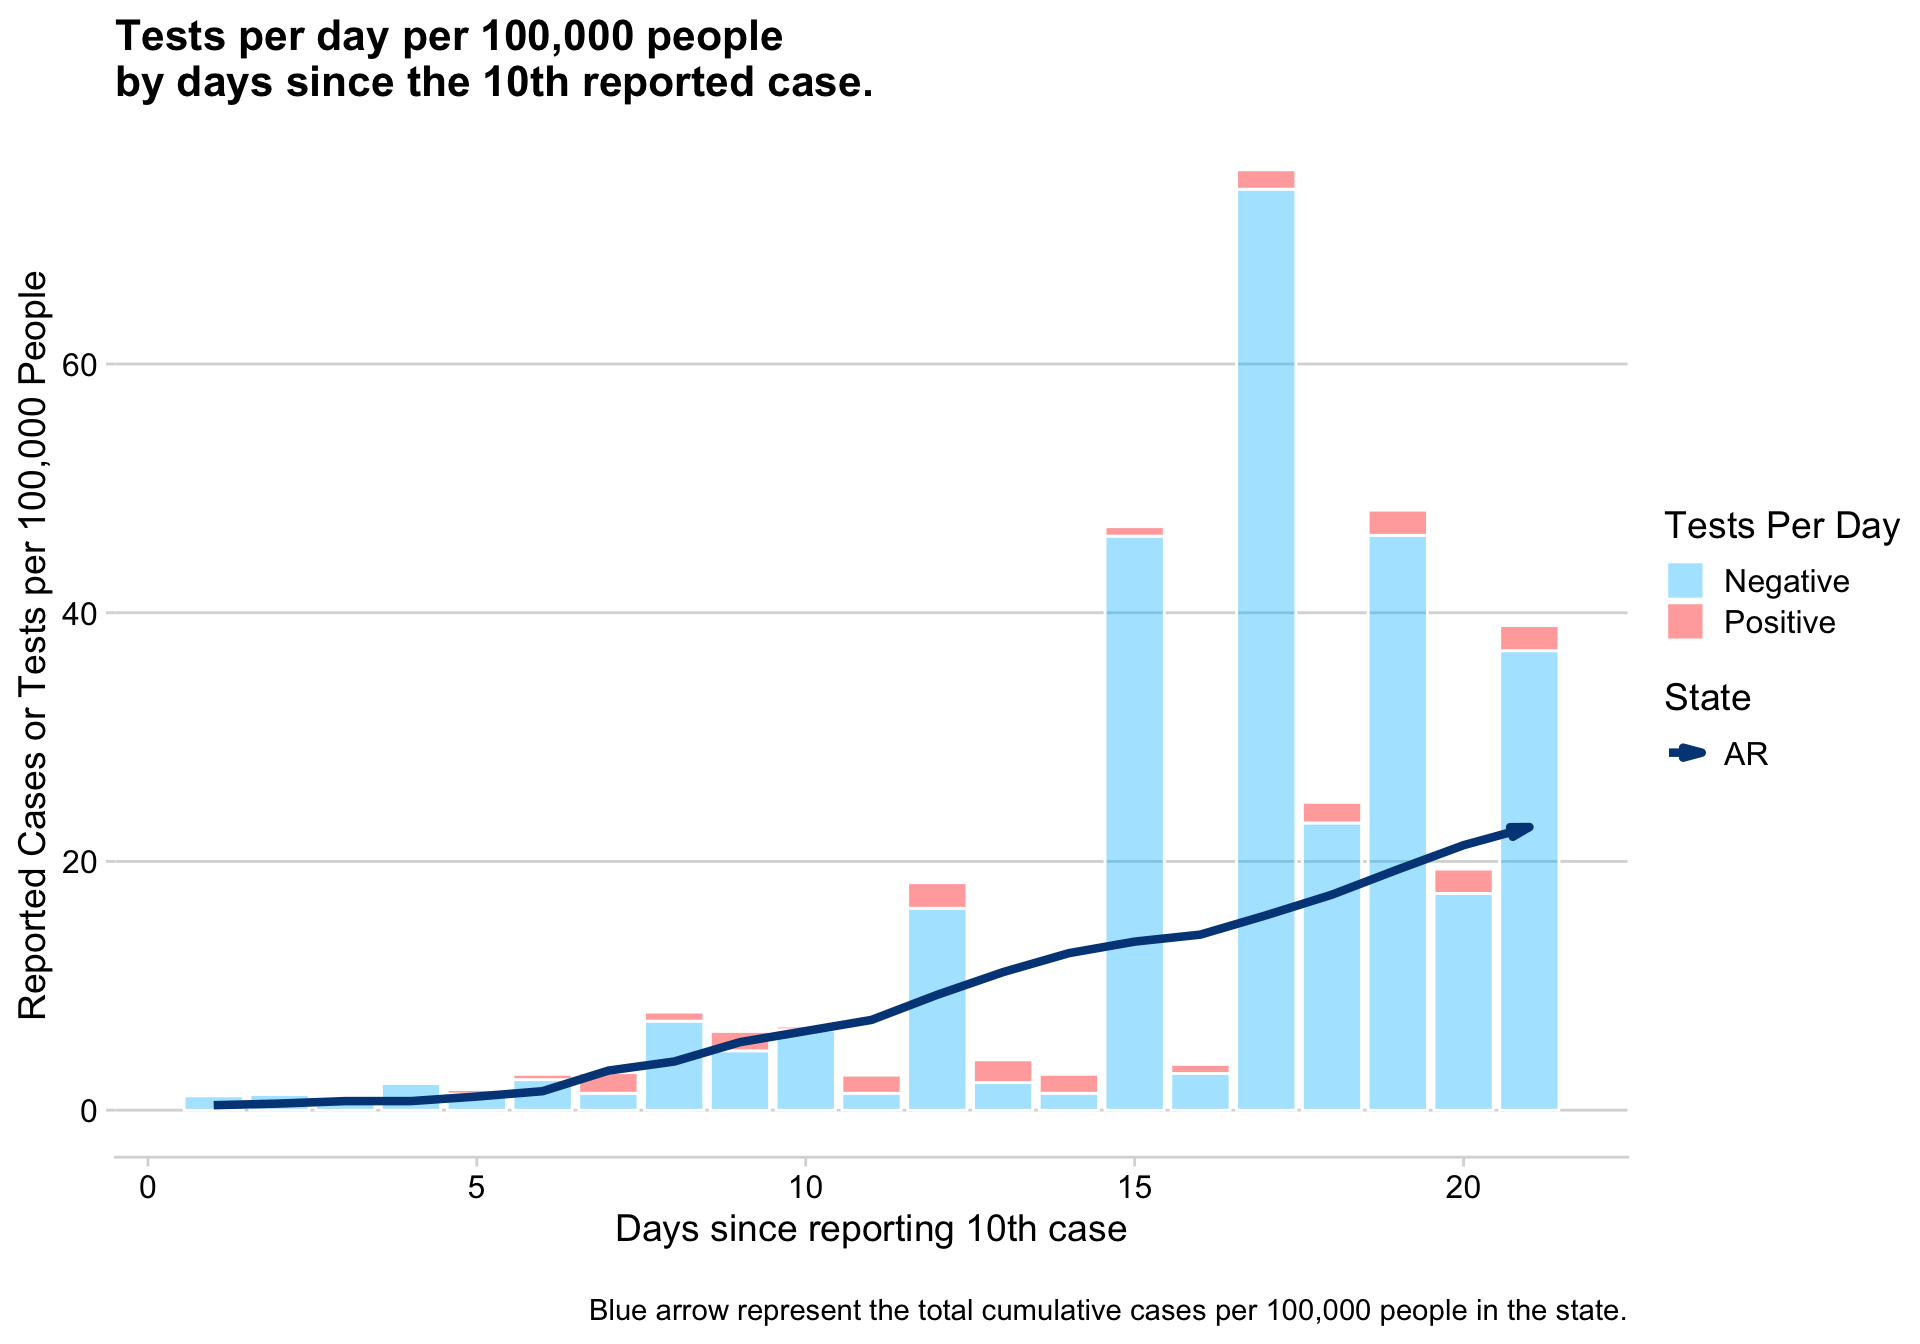 Tests per day per 100,000 people
by days since the 10th reported case.
Reported Cases or Tests per 100,000 People
60
40
20
0
0 5 10 15 20
Days since reporting 10th case
Tests Per Day
Negative
Positive
State
AR
Blue arrow represent the total cumulative cases per 100,000 people in the state.